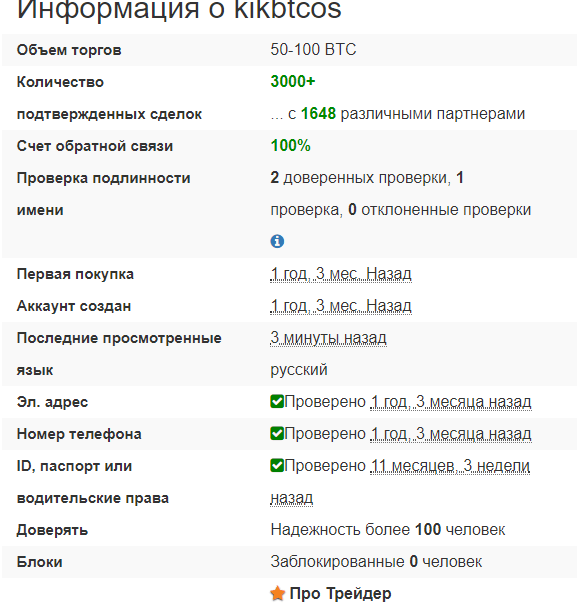 Информация о kikbtcos
Объем торгов 50-100 BTC
Количество 3000+
подтвержденных сделок ... с 1648 различными партнерами
Счет обратной связи 100%
Проверка подлинности 2 доверенных проверки, 1
имени проверка, 0 отклоненные проверки
Первая покупка 1 год, 3 мес. Назад
Аккаунт создан 1 год, 3 мес. Назад
Последние просмотренные 3 минуты назад
язык русский
Эл. адрес Проверено 1 год, 3 месяца назад
Номер телефона Проверено 1 год, 3 месяца назад
ID, паспорт или Проверено 11 месяцев, 3 недели
водительские права назад
Доверять Надежность более 100 человек
Блоки Заблокированные 0 человек
Про Трейдер